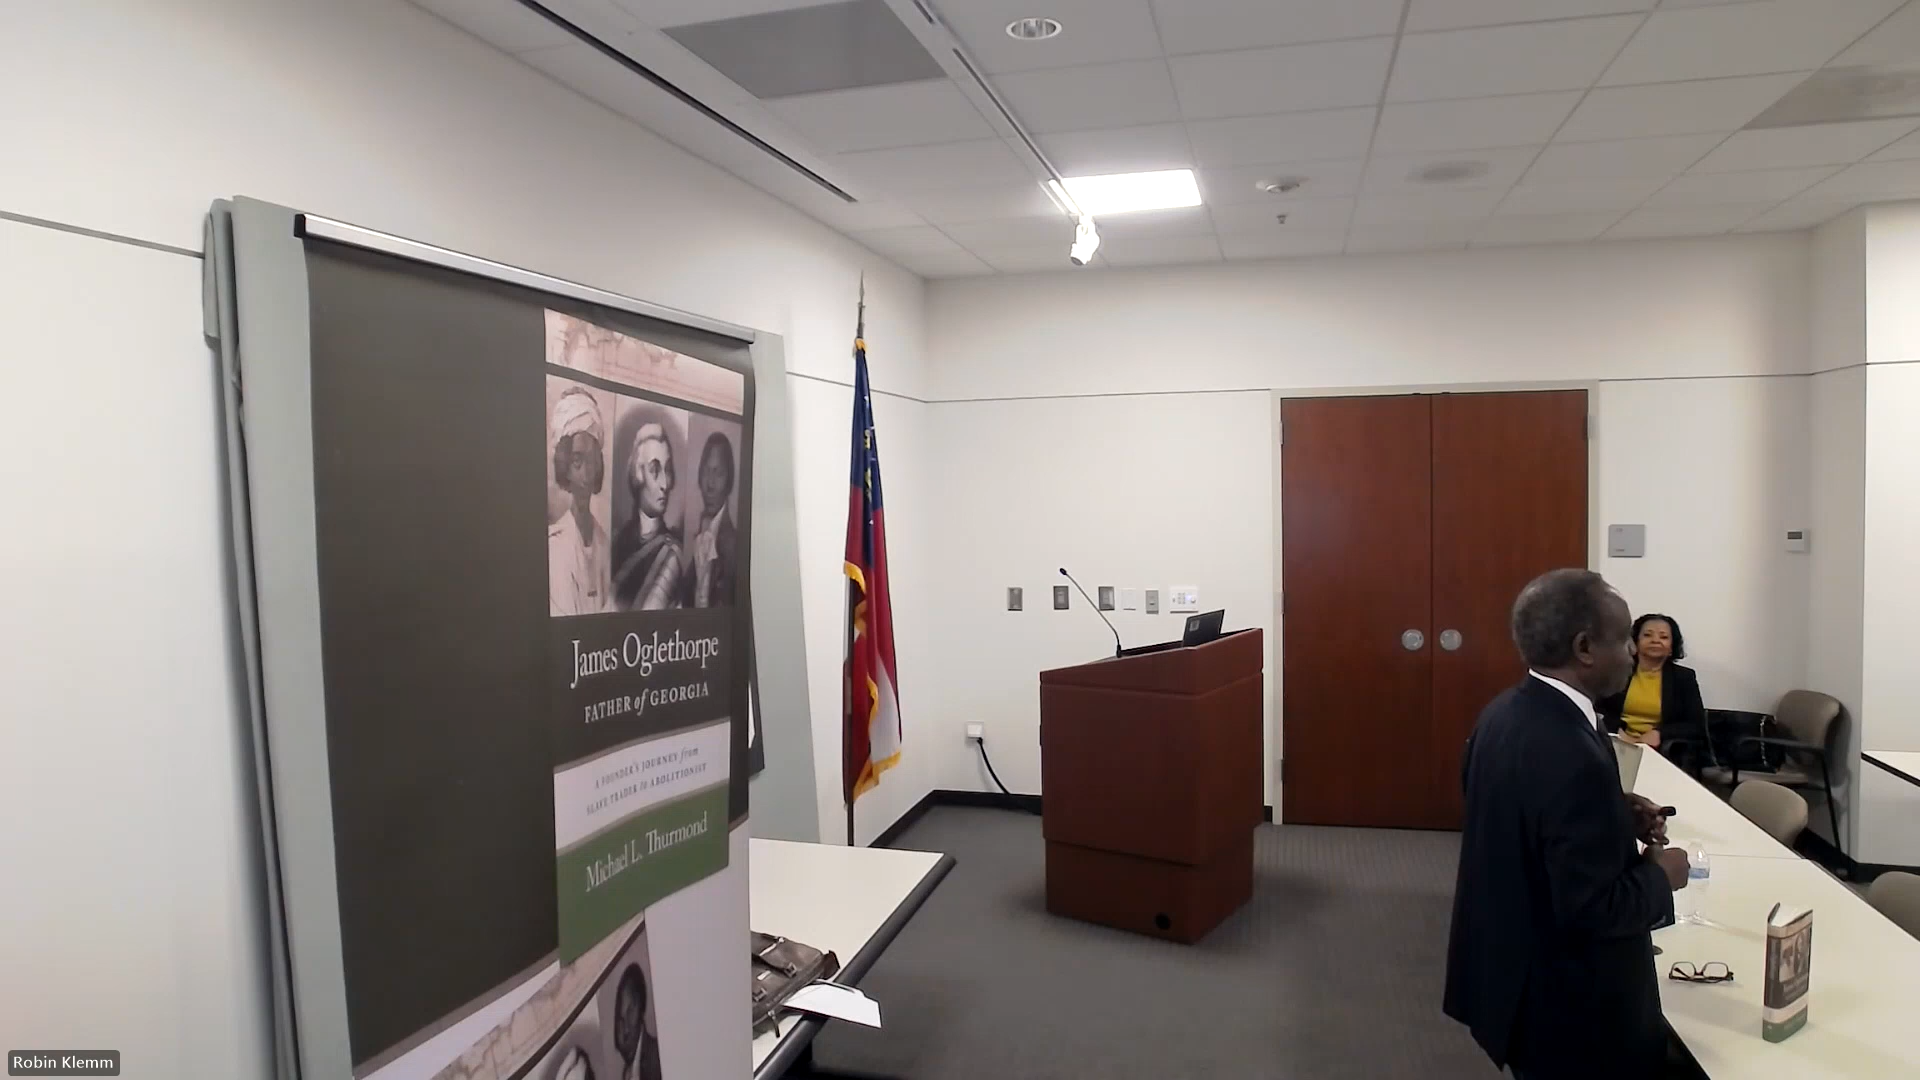 James Oglethorpe
FATHER of GEORGIA
A FOUNDER'S JOURNEY from
SLAVE TRADER to ABOLITIONIST
Michael L. Thurmond
Robin Klemm